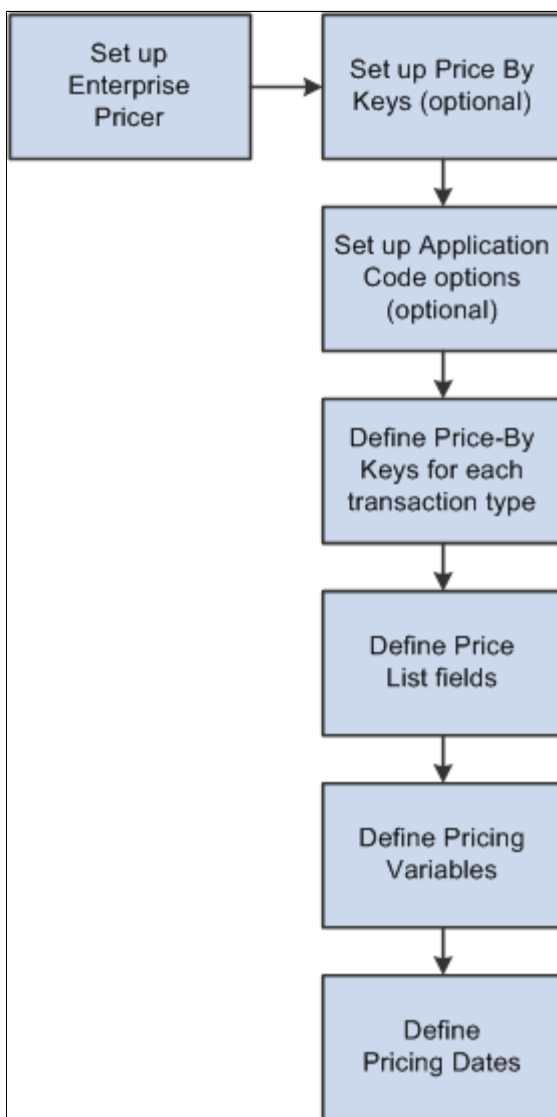 Set up
Enterprise
Pricer
Set up Price By
Keys (optional)
Set up Application
Code options
(optional)
Define Price-By
Keys for each
transaction type
Define Price
List fields
Define Pricing
Variables
Define
Pricing Dates